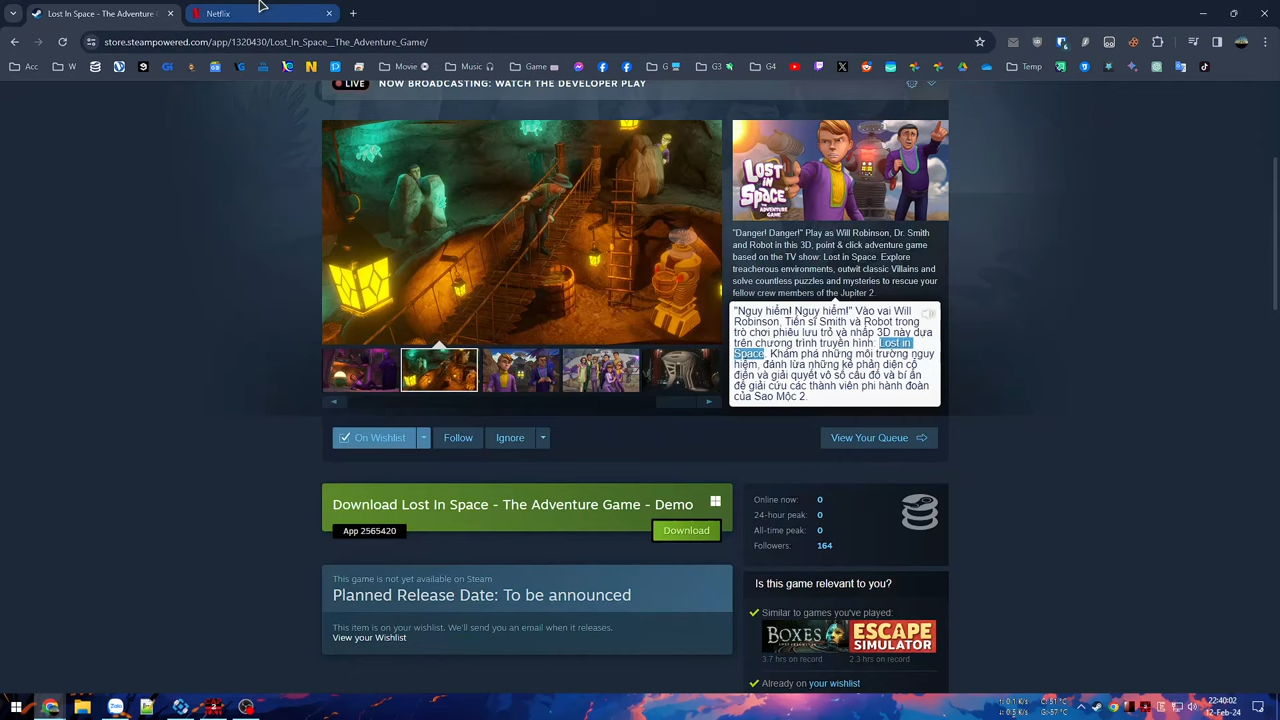 Lost In Space - The Adventure
Netflix
store.steampowered.com/app/1320430/Lost_In_Space__The_Adventure_Game/
Acc
W
Movie
Music
Game
G
G3
G4
Temp
LIVE
NOW BROADCASTING: WATCH THE DEVELOPER PLAY
LOST
IN
SPACE
THE ADVENTURE
GAME
"Danger! Danger!" Play as Will Robinson, Dr. Smith
and Robot in this 3D, point & click adventure game
based on the TV show: Lost in Space. Explore
treacherous environments, outwit classic Villains and
solve countless puzzles and mysteries to rescue your
fellow crew members of the Jupiter 2.
"Nguy hiểm! Nguy hiểm!" Vào vai Will
Robinson, Tiến sĩ Smith và Robot trong
trò chơi phiêu lưu trỏ và nhấp 3D này dựa
trên chương trình truyền hình: Lost in
Space. Khám phá những môi trường nguy
hiểm, đánh lừa những kẻ phản diện cổ
điển và giải quyết vô số câu đố và bí ẩn
để giải cứu các thành viên phi hành đoàn
của Sao Mộc 2.
On Wishlist
Follow
Ignore
View Your Queue
Download Lost In Space - The Adventure Game - Demo
App 2565420
Download
Online now: 0
24-hour peak: 0
All-time peak: 0
Followers: 164
This game is not yet available on Steam
Planned Release Date: To be announced
This item is on your wishlist. We'll send you an email when it releases.
View your Wishlist
Is this game relevant to you?
Similar to games you've played:
BOXES
ESCAPE
SIMULATOR
3.7 hrs on record
2.3 hrs on record
Already on your wishlist
22:40:02
12-Feb-24